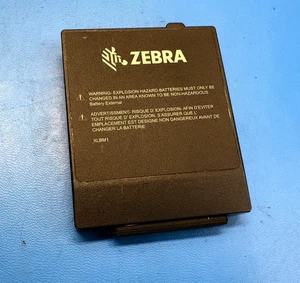 ZEBRA
WARNING: EXPLOSION HAZARD-BATTERIES MUST ONLY BE
CHANGED IN AN AREA KNOWN TO BE NON-HAZARDOUS
Battery External
ADVERTISSEMENT: RISQUE D' EXPLOSION- AFIN D'EVITER
TOUT RISQUE D' EXPLOSION, S'ASSURER QUE L'
EMPLACEMENT EST DESIGNE NON DANGEREUX AVANT
DE CHANGER LA BATTERIE
XLBM1